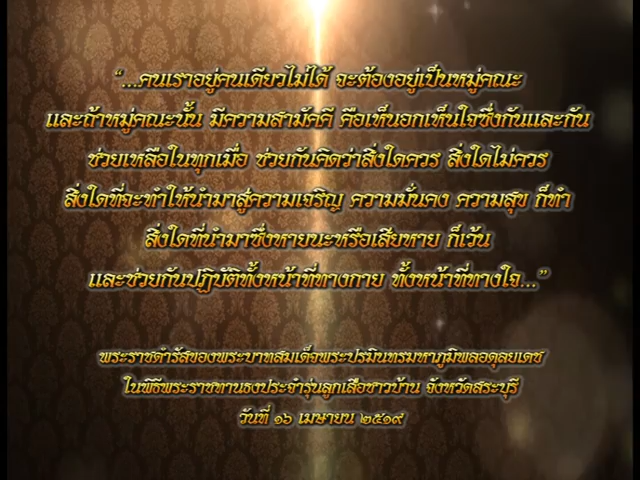 “...คนเราอยู่คนเดียวไม่ได้ จะต้องอยู่เป็นหมู่คณะ
และถ้าหมู่คณะนั้น มีความสามัคคี คือเห็นอกเห็นใจซึ่งกันและกัน
ช่วยเหลือในทุกเมื่อ ช่วยกันคิดว่าสิ่งใดควร สิ่งใดไม่ควร
สิ่งใดที่จะทำให้นำมาสู่ความเจริญ ความมั่นคง ความสุข ก็ทำ
สิ่งใดที่นำมาซึ่งหายนะหรือเสียหาย ก็เว้น
และช่วยกันปฏิบัติทั้งหน้าที่ทางกาย ทั้งหน้าที่ทางใจ...”
พระราชดำรัสของพระบาทสมเด็จพระปรมินทรมหาภูมิพลอดุลยเดช
ในพิธีพระราชทานธงประจำรุ่นลูกเสือชาวบ้าน จังหวัดสระบุรี
วันที่ ๑๖ เมษายน ๒๕๑๙